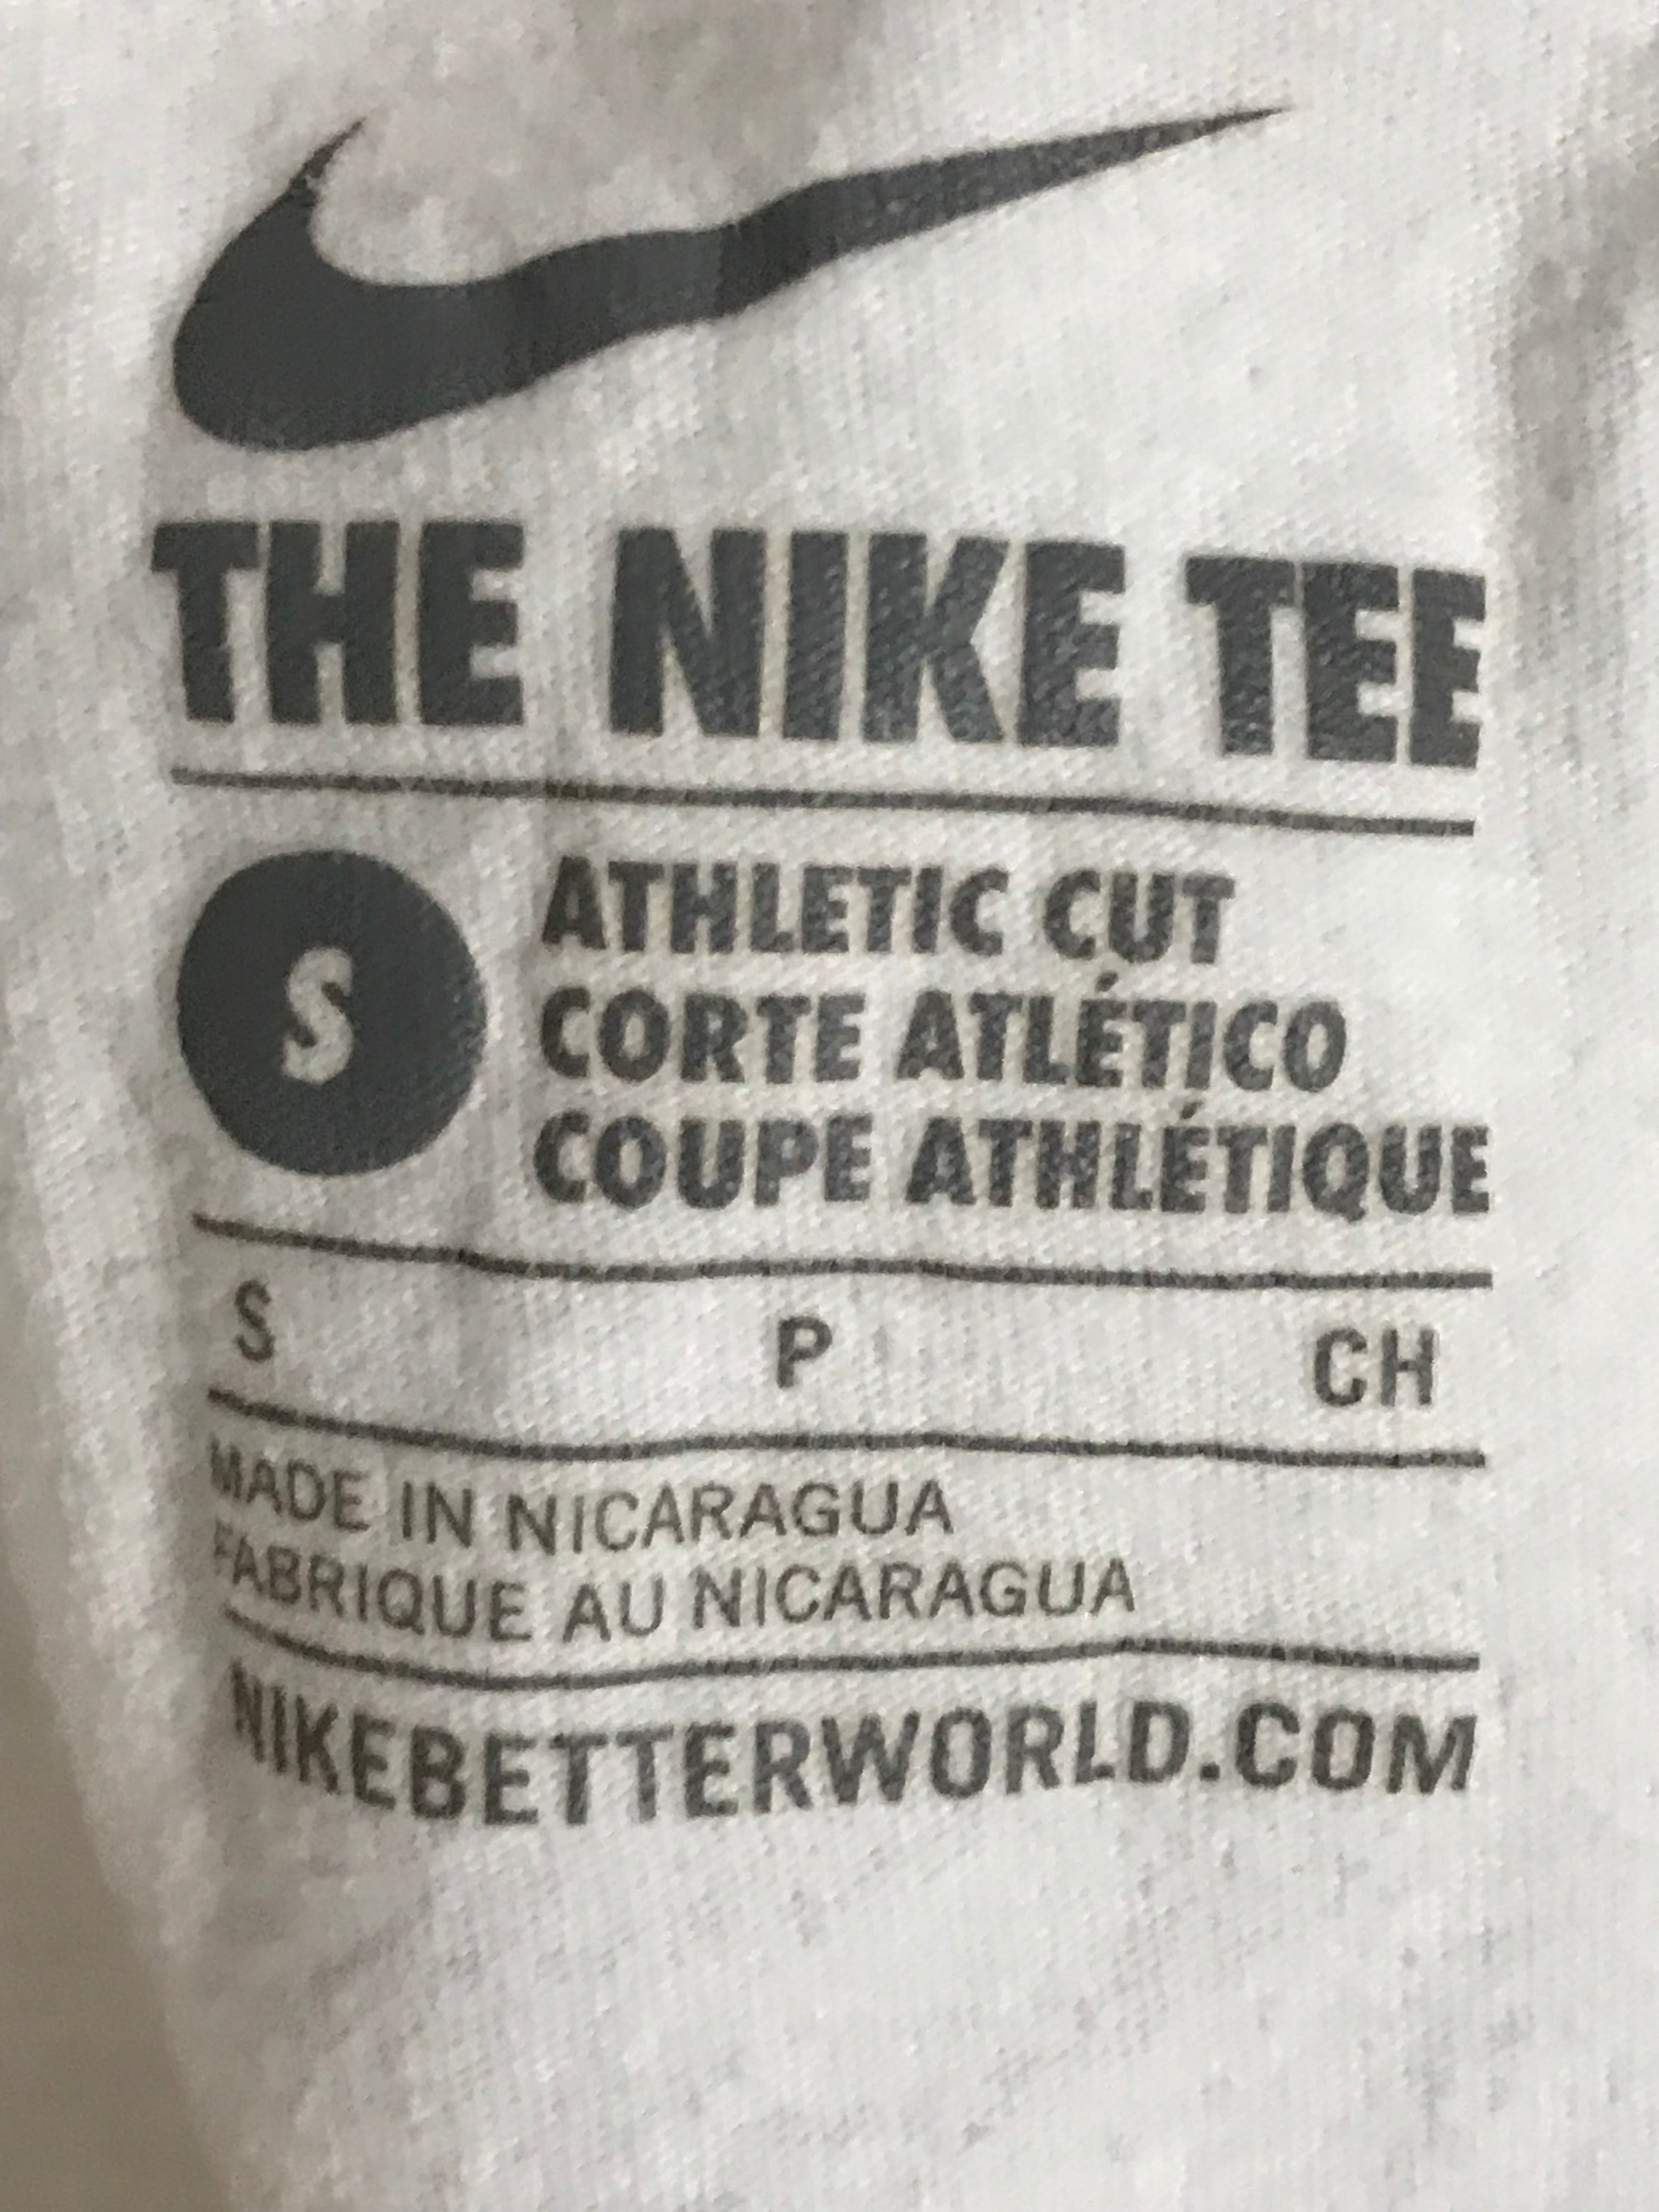 THE NIKE TEE
S
ATHLETIC CUT
CORTE ATLÉTICO
COUPE ATHLÉTIQUE
S P CH
MADE IN NICARAGUA
FABRIQUE AU NICARAGUA
NIKEBETTERWORLD.COM